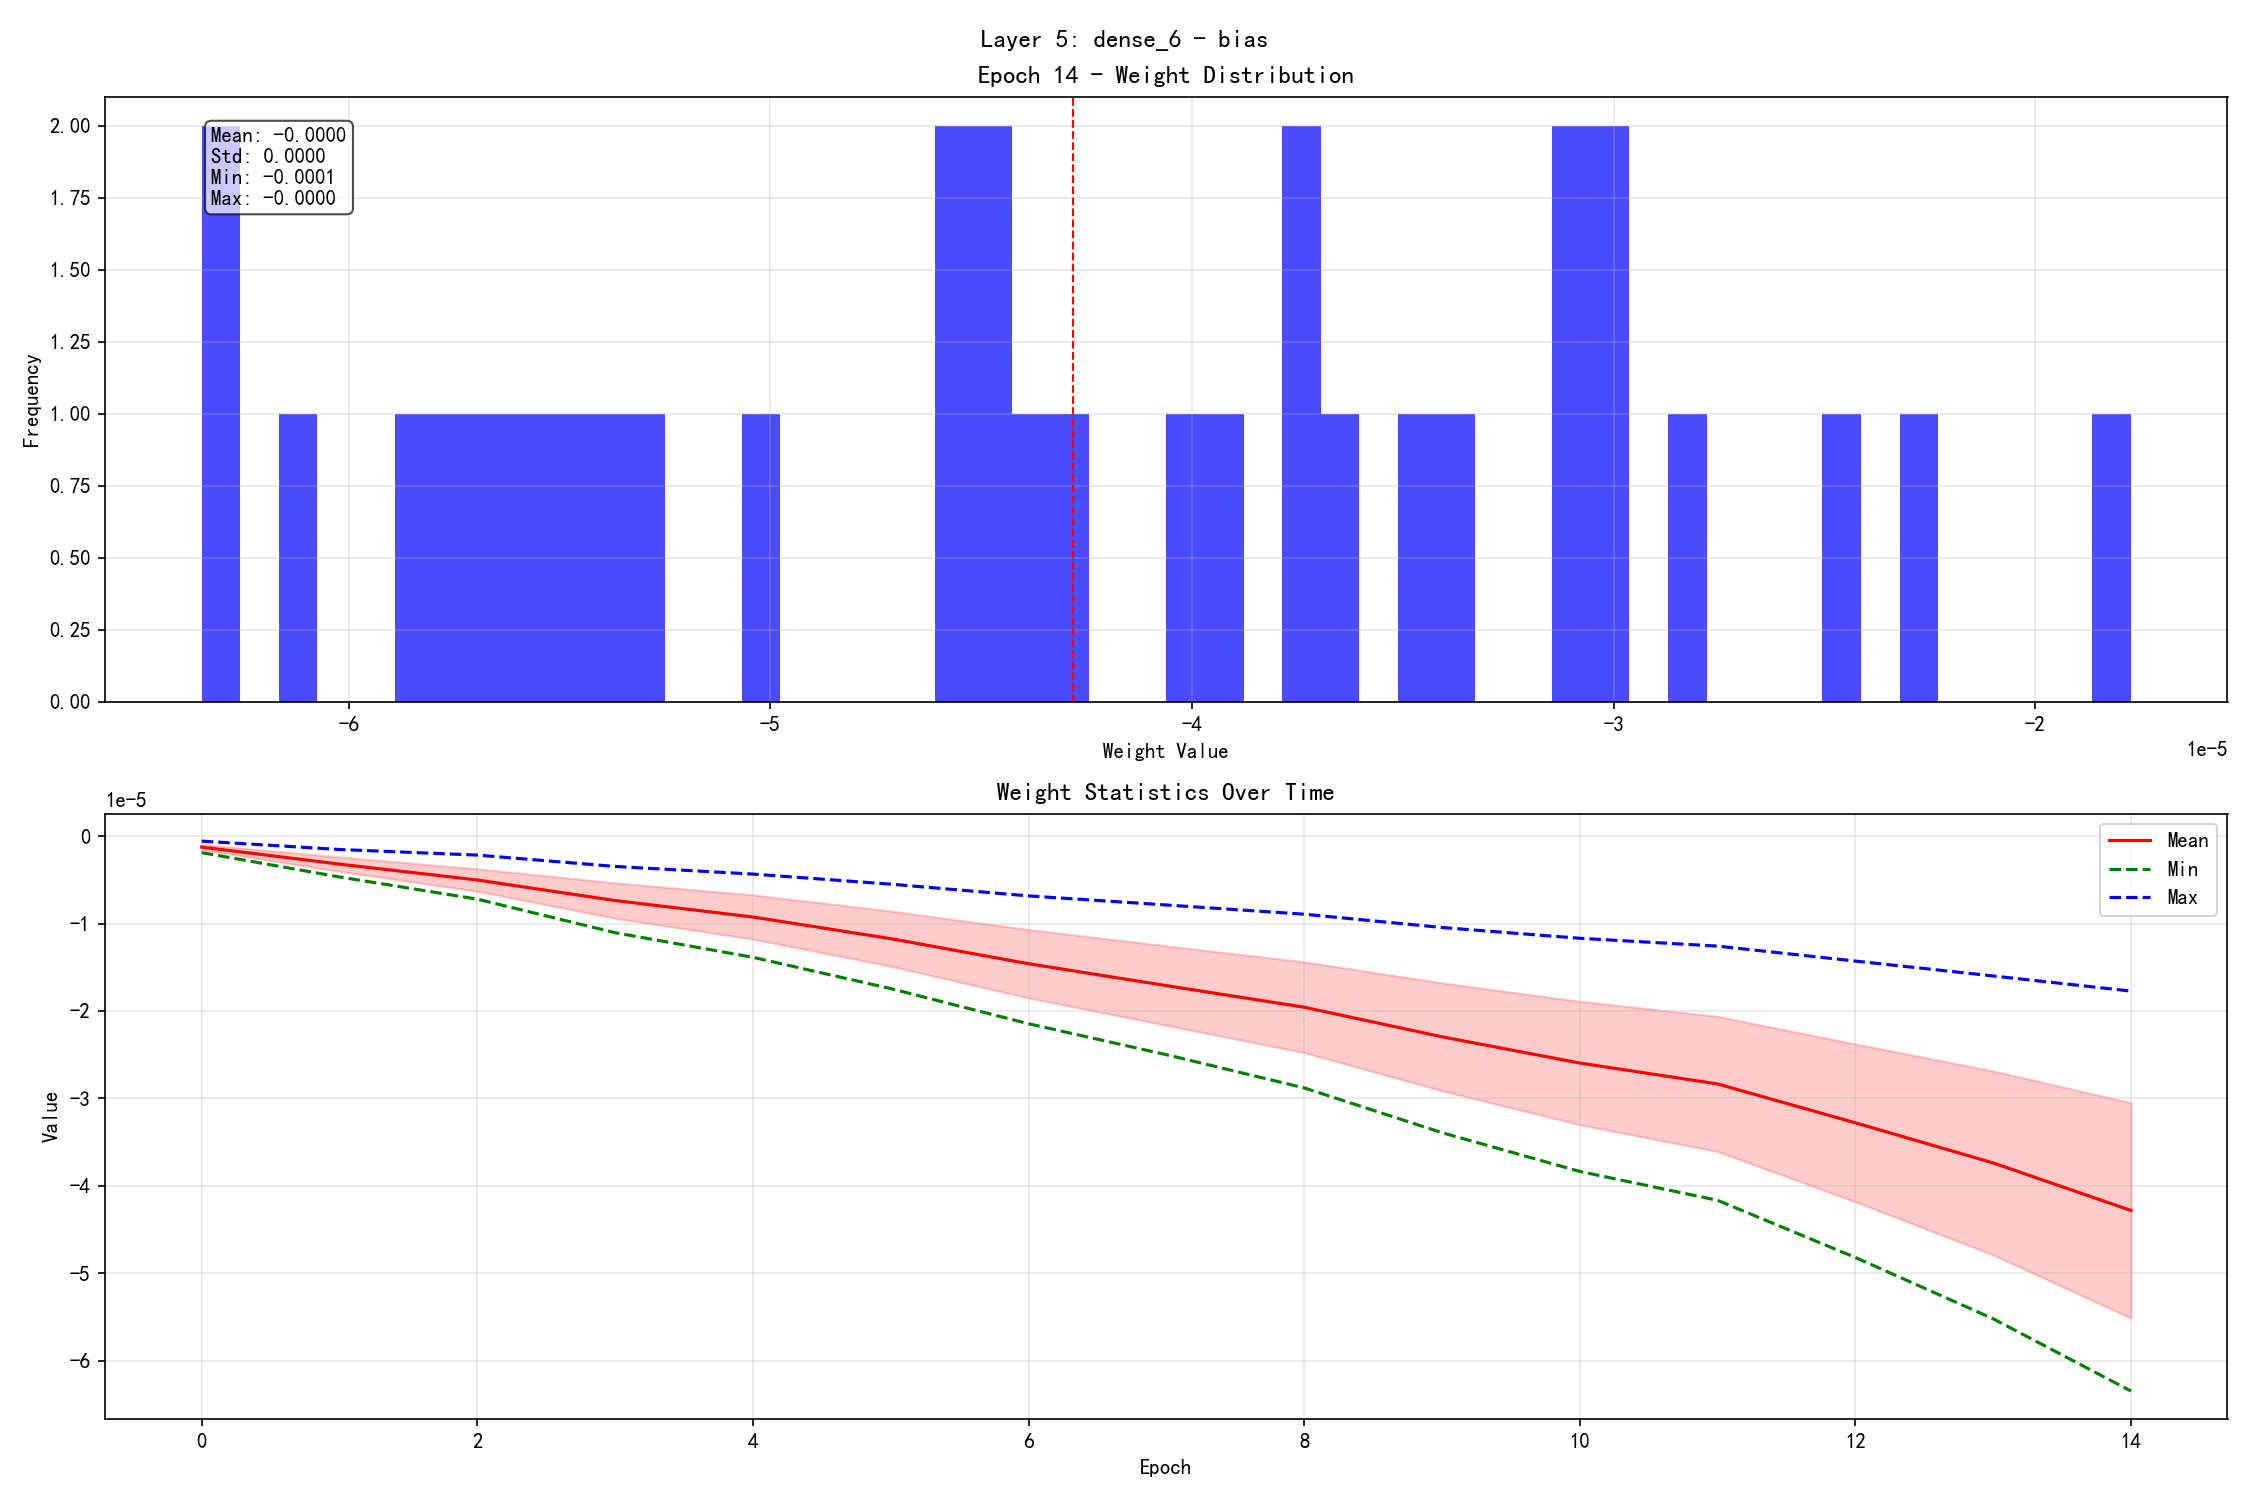 Layer 5: dense_6 − bias
Epoch 14 − Weight Distribution
Mean: −0.0000
Std: 0.0000
Min: −0.0001
Max: −0.0000
2.00
1.75
1.50
1.25
1.00
0.75
0.50
0.25
0.00
Frequency
−6
−5
−4
−3
−2
Weight Value
1e−5
Weight Statistics Over Time
1e−5
Mean
Min
Max
0
−1
−2
−3
−4
−5
−6
Value
0
2
4
6
8
10
12
14
Epoch